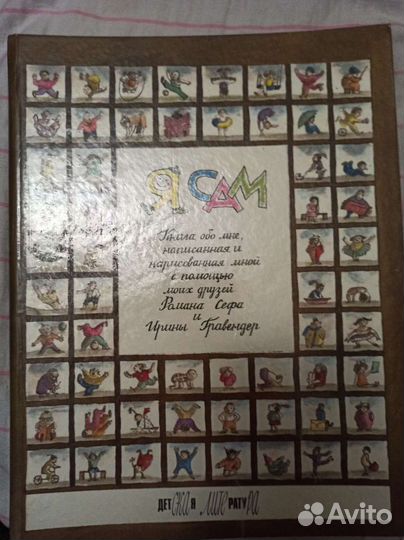 Я САМ
Книга обо мне,
написанная и
нарисованная мной
с помощью
моих друзей
Романа Сефа
и
Ирины Гравендер
ДЕТСКАЯ ЛИТЕРАТУРА
Avito